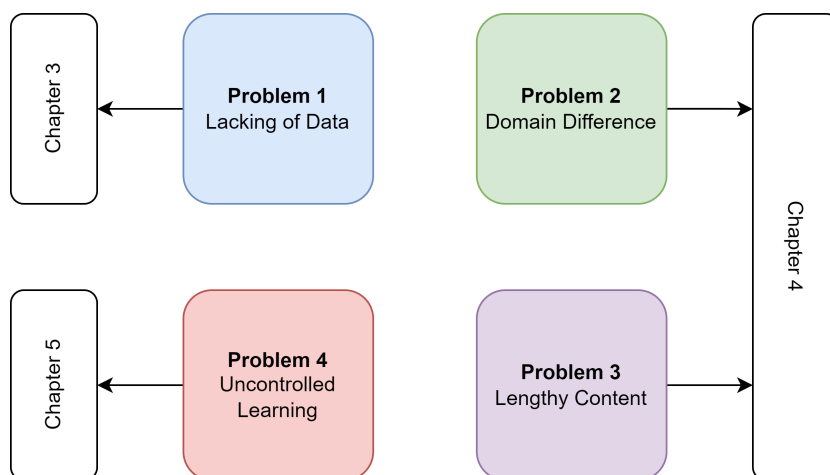 Chapter 3
Problem 1
Lacking of Data
Problem 2
Domain Difference
Chapter 4
Chapter 5
Problem 4
Uncontrolled
Learning
Problem 3
Lengthy Content